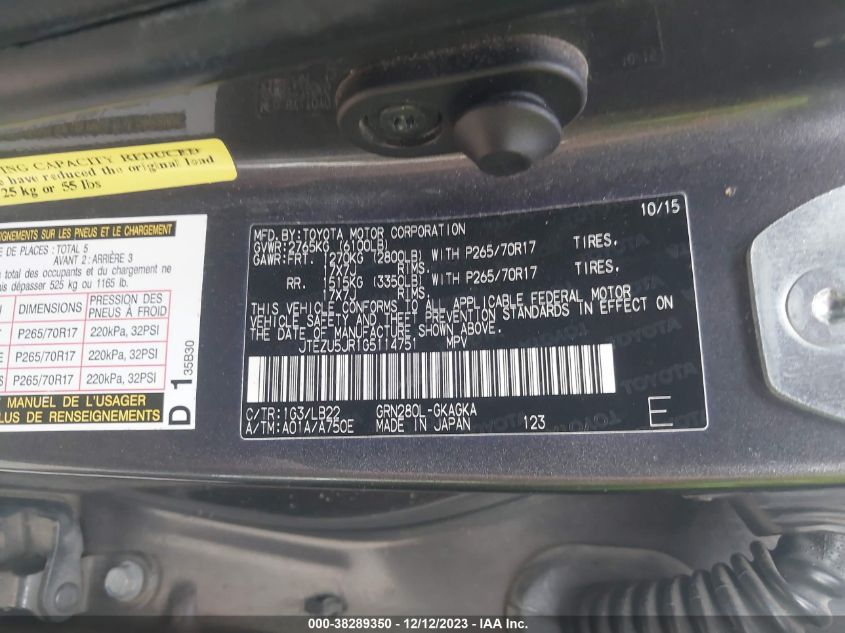 ING CAPACITY REDUCED
e have reduced the original load
25 kg or 55 lbs
IGNEMENTS SUR LES PNEUS ET LE CHARGEMENT
E DE PLACES : TOTAL 5
AVANT 2 : ARRIÈRE 3
total des occupants et du chargement ne
is dépasser 525 kg ou 1165 lb.
DIMENSIONS
PRESSION DES PNEUS À FROID
P265/70R17 220kPa, 32PSI
P265/70R17 220kPa, 32PSI
P265/70R17 220kPa, 32PSI
L DE L'USAGER
PLUS DE RENSEIGNEMENTS
D 1 35B30
10/15
MFD.BY:TOYOTA MOTOR CORPORATION
GVWR:2765KG (6100LB)
GAWR:FRT. 1270KG (2800LB) WITH P265/70R17 TIRES,
17X7J RIMS.
RR. 1515KG (3350LB) WITH P265/70R17 TIRES,
17X7J RIMS.
THIS VEHICLE CONFORMS TO ALL APPLICABLE FEDERAL MOTOR
VEHICLE SAFETY AND THEFT PREVENTION STANDARDS IN EFFECT ON
THE DATE OF MANUFACTURE SHOWN ABOVE.
JTEZU5JR1G5114751 MPV
C/TR:1G3/LB22 GRN280L-GKAGKA
A/TM:A01A/A750E MADE IN JAPAN 123
E
000-38289350 - 12/12/2023 - © Copyright IAA, Inc.